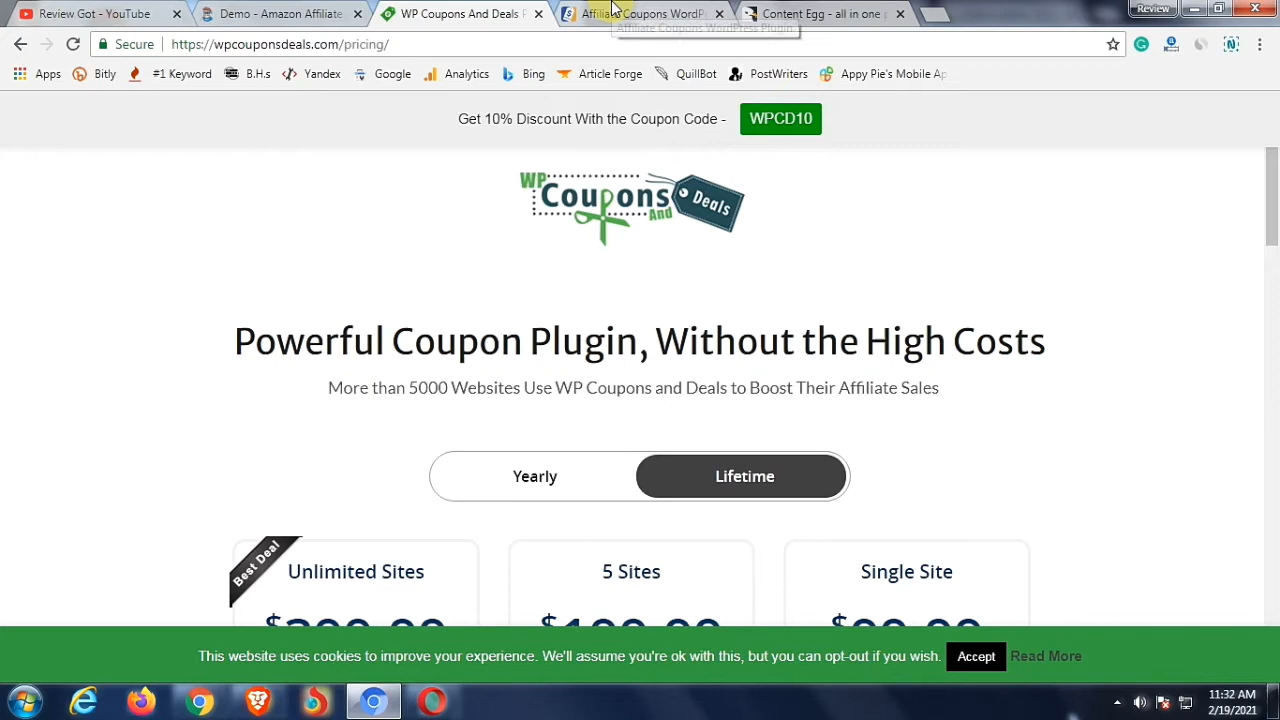 Review Got - YouTube
Demo - Amazon Affiliate
WP Coupons And Deals P
Affiliate Coupons WordPr
Content Egg - all in one p
Review
Affiliate Coupons WordPress Plugin
Secure
https://wpcouponsdeals.com/pricing/
Apps
Bitly
#1 Keyword
B.H.s
Yandex
Google
Analytics
Bing
Article Forge
QuillBot
PostWriters
Appy Pie's Mobile Ap
Get 10% Discount With the Coupon Code - WPCD10
WP Coupons And Deals
Powerful Coupon Plugin, Without the High Costs
More than 5000 Websites Use WP Coupons and Deals to Boost Their Affiliate Sales
Yearly
Lifetime
Best Deal
Unlimited Sites
5 Sites
Single Site
This website uses cookies to improve your experience. We'll assume you're ok with this, but you can opt-out if you wish. Accept Read More
11:32 AM
2/19/2021